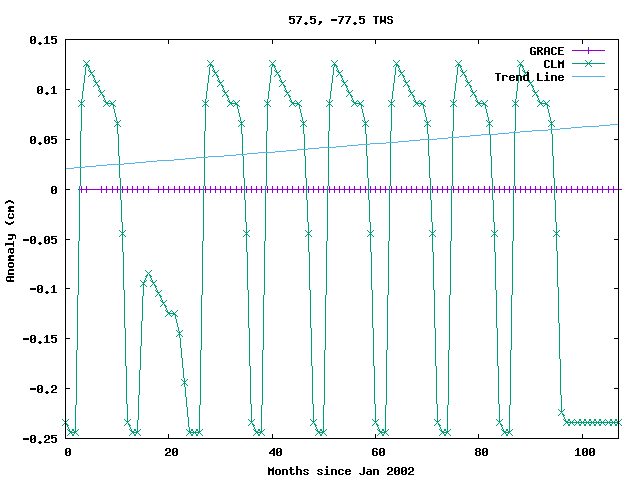 57.5, -77.5 TWS
GRACE
CLM
Trend Line
0.15
0.1
0.05
0
-0.05
-0.1
-0.15
-0.2
-0.25
Anomaly (cm)
0 20 40 60 80 100
Months since Jan 2002